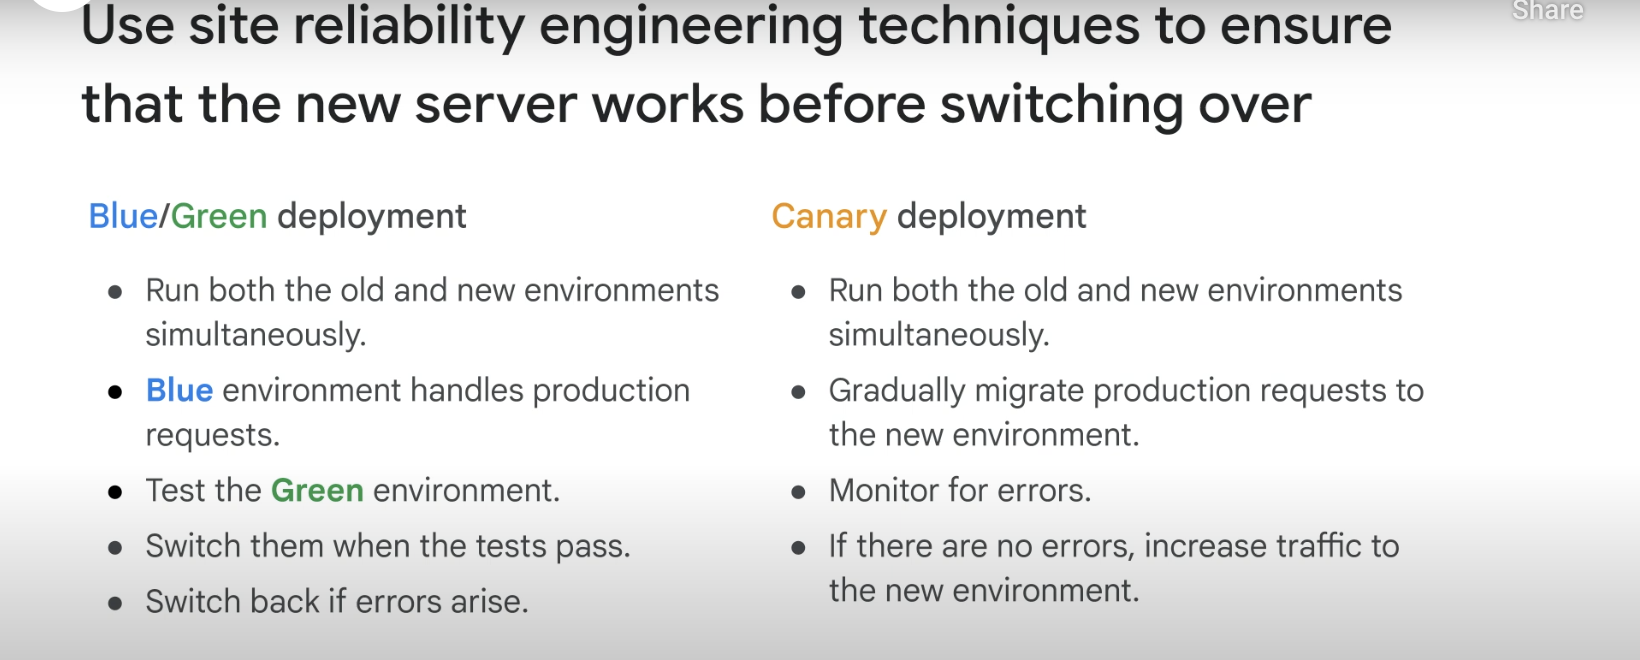 Share
Use site reliability engineering techniques to ensure
that the new server works before switching over
Blue/Green deployment
● Run both the old and new environments
simultaneously.
● Blue environment handles production
requests.
● Test the Green environment.
● Switch them when the tests pass.
● Switch back if errors arise.
Canary deployment
● Run both the old and new environments
simultaneously.
● Gradually migrate production requests to
the new environment.
● Monitor for errors.
● If there are no errors, increase traffic to
the new environment.